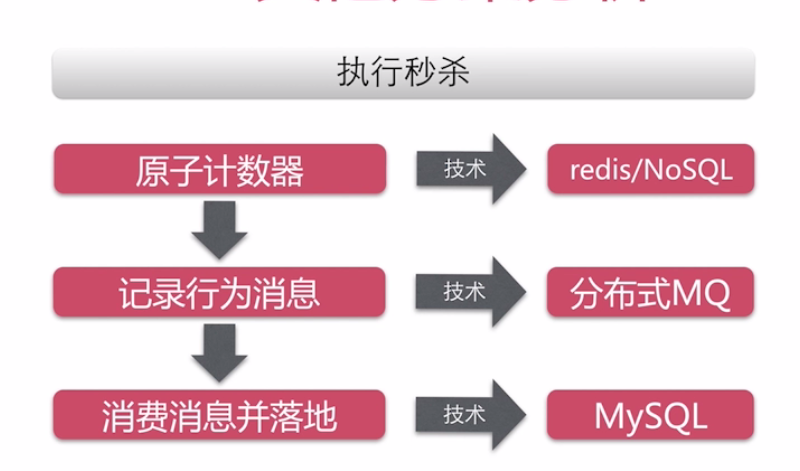 执行秒杀
原子计数器
技术
redis/NoSQL
记录行为消息
技术
分布式MQ
消费消息并落地
技术
MySQL